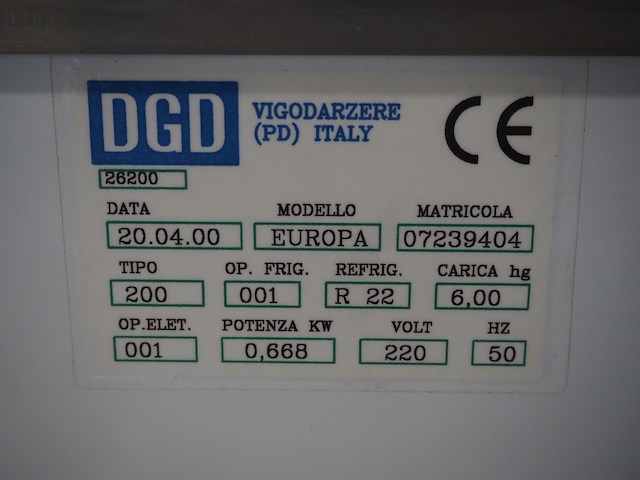 DGD VIGODARZERE
(PD) ITALY CE
26200
DATA MODELLO MATRICOLA
20.04.00 EUROPA 07239404
TIPO OP. FRIG. REFRIG. CARICA hg
200 001 R 22 6,00
OP.ELET. POTENZA KW VOLT HZ
001 0,668 220 50